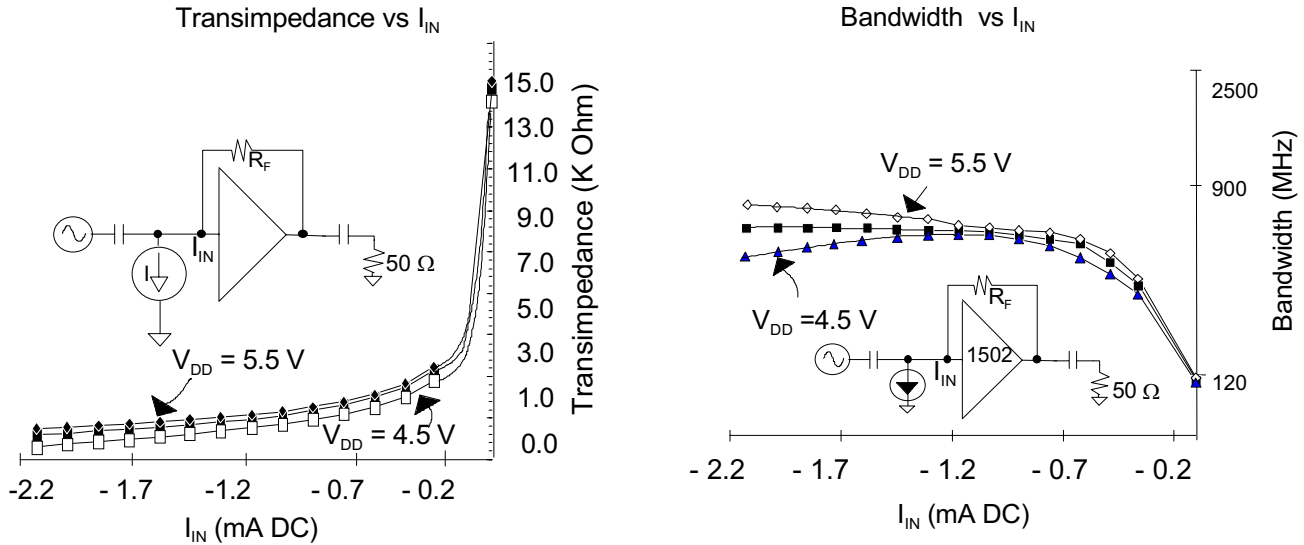 Transimpedance vs I_IN
15.0
13.0
11.0
9.0
7.0
5.0
3.0
1.0
0.0
Transimpedance (K Ohm)
R_F
I
I_IN
50 Ω
V_DD = 5.5 V
V_DD = 4.5 V
-2.2 - 1.7 -1.2 - 0.7 - 0.2
I_IN (mA DC)
Bandwidth vs I_IN
2500
900
120
Bandwidth (MHz)
V_DD = 5.5 V
V_DD =4.5 V
R_F
1502
I_IN
50 Ω
- 2.2 - 1.7 - 1.2 - 0.7 - 0.2
I_IN (mA DC)